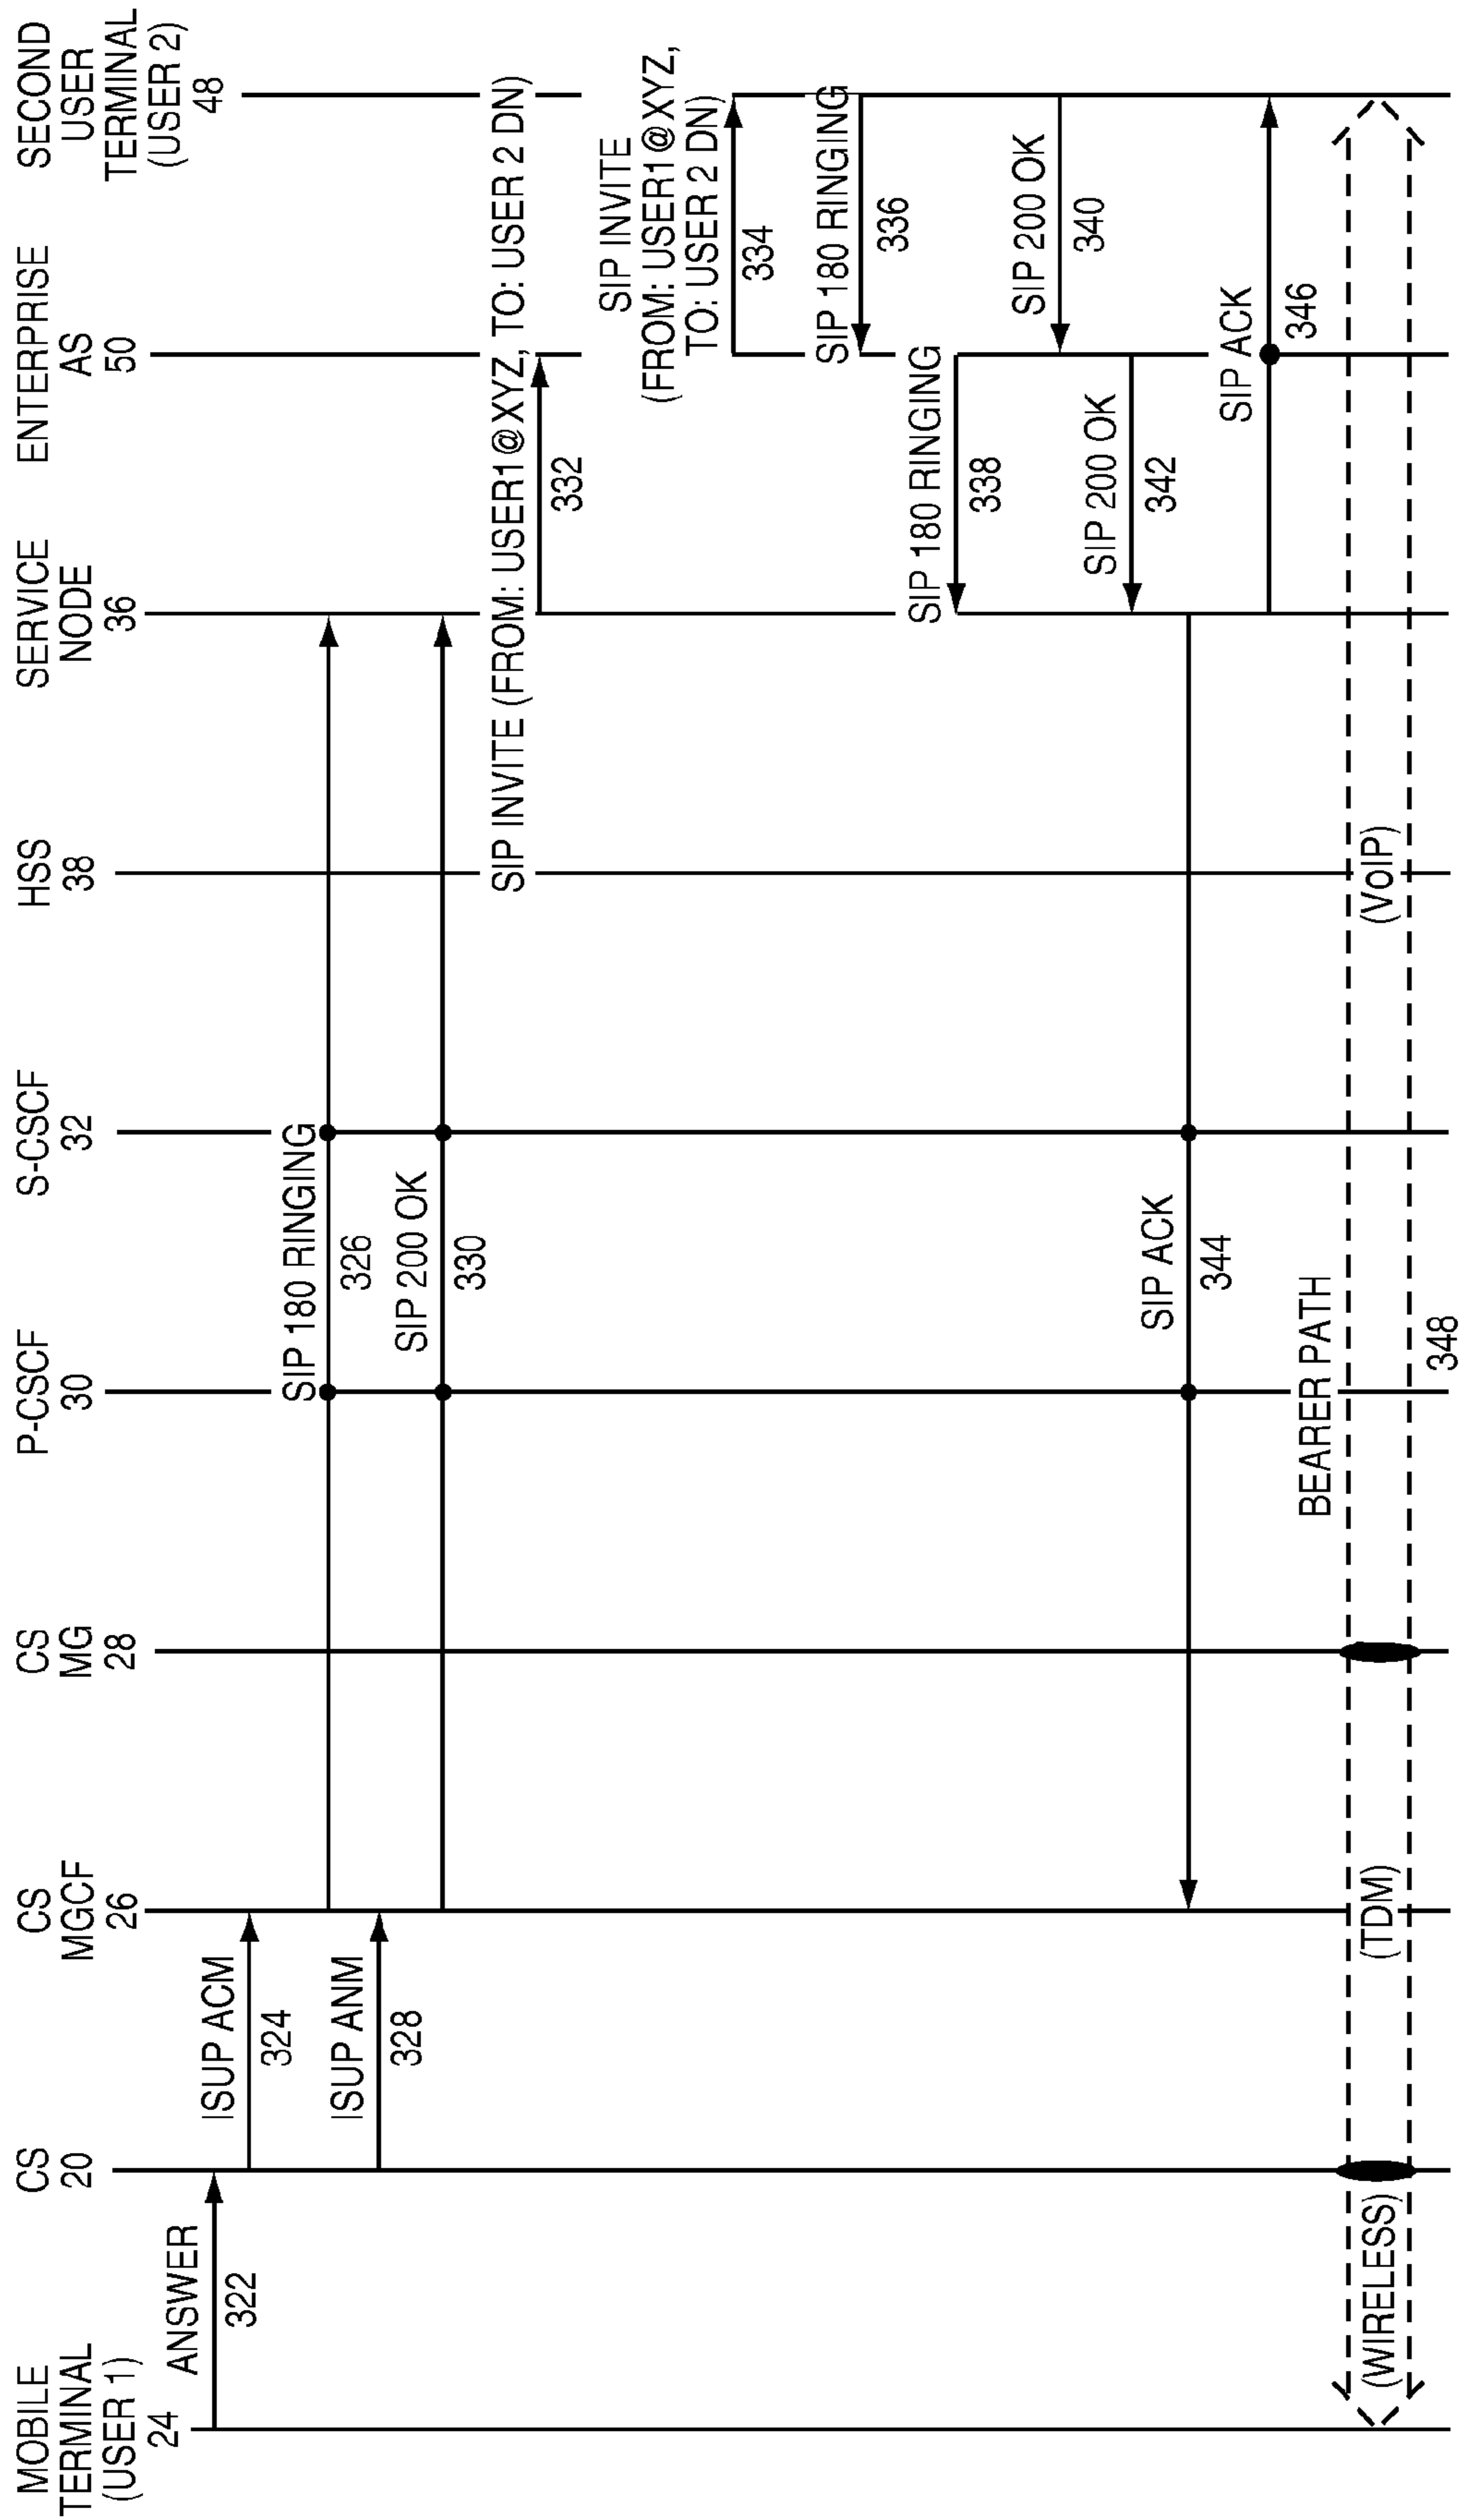 MOBILE
TERMINAL
(USER 1)
24
CS
20
CS
MGCF
26
CS
MG
28
P-CSCF
30
S-CSCF
32
HSS
38
SERVICE
NODE
36
ENTERPRISE
AS
50
SECOND
USER
TERMINAL
(USER 2)
48
ANSWER
322
ISUP ACM
324
SIP 180 RINGING
326
ISUP ANM
328
SIP 200 OK
330
SIP INVITE (FROM: USER1@XYZ, TO: USER 2 DN)
332
SIP INVITE
(FROM: USER1@XYZ,
TO: USER 2 DN)
334
SIP 180 RINGING
336
SIP 180 RINGING
338
SIP 200 OK
340
SIP 200 OK
342
SIP ACK
344
SIP ACK
346
BEARER PATH
(WIRELESS)
(TDM)
(VoIP)
348